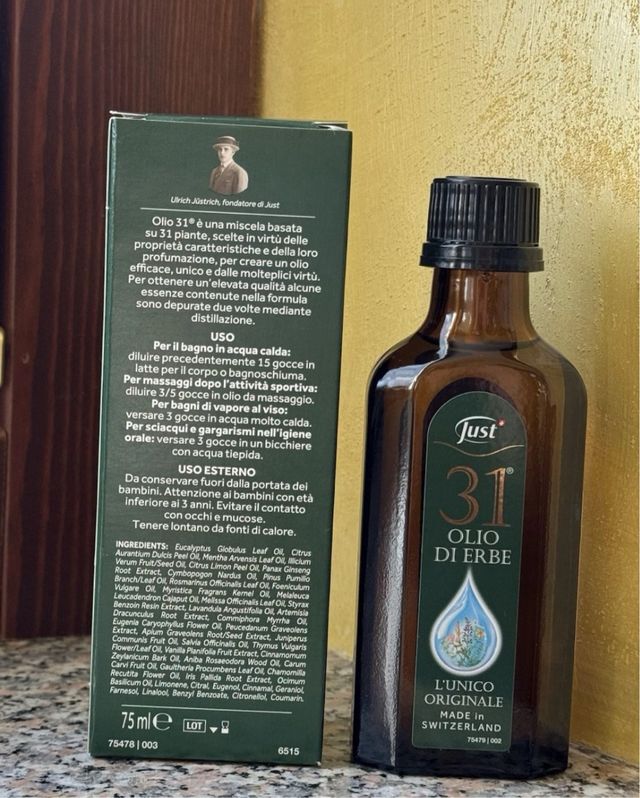 Ulrich Jüstrich, fondatore di Just
Olio 31® è una miscela basata
su 31 piante, scelte in virtù delle
proprietà caratteristiche e della loro
profumazione, per creare un olio
efficace, unico e dalle molteplici virtù.
Per ottenere un'elevata qualità alcune
essenze contenute nella formula
sono depurate due volte mediante
distillazione.
USO
Per il bagno in acqua calda:
diluire precedentemente 15 gocce in
latte per il corpo o bagnoschiuma.
Per massaggi dopo l'attività sportiva:
diluire 3/5 gocce in olio da massaggio.
Per bagni di vapore al viso:
versare 3 gocce in acqua molto calda.
Per sciacqui e gargarismi nell'igiene
orale: versare 3 gocce in un bicchiere
con acqua tiepida.
USO ESTERNO
Da conservare fuori dalla portata dei
bambini. Attenzione ai bambini con età
inferiore ai 3 anni. Evitare il contatto
con occhi e mucose.
Tenere lontano da fonti di calore.
INGREDIENTS: Eucalyptus Globulus Leaf Oil, Citrus
Aurantium Dulcis Peel Oil, Mentha Arvensis Leaf Oil, Illicium
Verum Fruit/Seed Oil, Citrus Limon Peel Oil, Panax Ginseng
Root Extract, Cymbopogon Nardus Oil, Pinus Pumilio
Branch/Leaf Oil, Rosmarinus Officinalis Leaf Oil, Foeniculum
Vulgare Oil, Myristica Fragrans Kernel Oil, Melaleuca
Leucadendron Cajaput Oil, Melissa Officinalis Leaf Oil, Styrax
Benzoin Resin Extract, Lavandula Angustifolia Oil, Artemisia
Dracunculus Root Extract, Commiphora Myrrha Oil,
Eugenia Caryophyllus Flower Oil, Peucedanum Graveolens
Extract, Apium Graveolens Root/Seed Extract, Juniperus
Communis Fruit Oil, Salvia Officinalis Oil, Thymus Vulgaris
Flower/Leaf Oil, Vanilla Planifolia Fruit Extract, Cinnamomum
Zeylanicum Bark Oil, Aniba Rosaeodora Wood Oil, Carum
Carvi Fruit Oil, Gaultheria Procumbens Leaf Oil, Chamomilla
Recutita Flower Oil, Iris Pallida Root Extract, Ocimum
Basilicum Oil, Limonene, Citral, Eugenol, Cinnamal, Geraniol,
Farnesol, Linalool, Benzyl Benzoate, Citronellol, Coumarin.
75 ml ℮ LOT
75478 | 003 6515
Just
31®
OLIO
DI ERBE
L'UNICO
ORIGINALE
MADE in
SWITZERLAND
75479 | 002